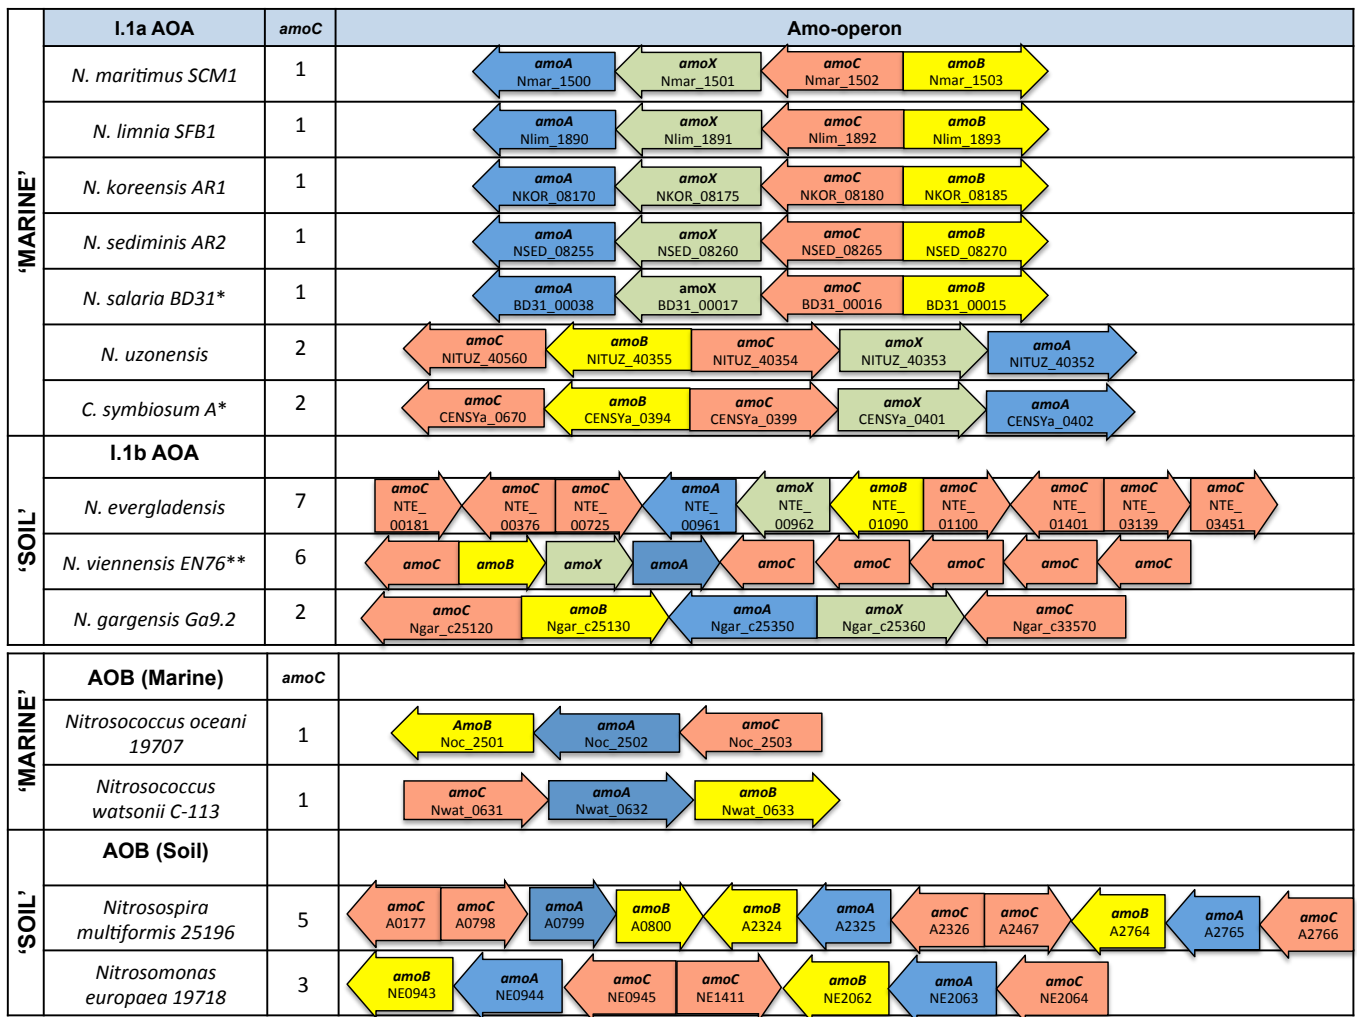 I.1a AOA amoC Amo-operon
‘MARINE’
N. maritimus SCM1 1
amoA amoX amoC amoB
Nmar_1500 Nmar_1501 Nmar_1502 Nmar_1503
N. limnia SFB1 1
amoA amoX amoC amoB
Nlim_1890 Nlim_1891 Nlim_1892 Nlim_1893
N. koreensis AR1 1
amoA amoX amoC amoB
NKOR_08170 NKOR_08175 NKOR_08180 NKOR_08185
N. sediminis AR2 1
amoA amoX amoC amoB
NSED_08255 NSED_08260 NSED_08265 NSED_08270
N. salaria BD31* 1
amoA amoX amoC amoB
BD31_00038 BD31_00017 BD31_00016 BD31_00015
N. uzonensis 2
amoC amoB amoC amoX amoA
NITUZ_40560 NITUZ_40355 NITUZ_40354 NITUZ_40353 NITUZ_40352
C. symbiosum A* 2
amoC amoB amoC amoX amoA
CENSYa_0670 CENSYa_0394 CENSYa_0399 CENSYa_0401 CENSYa_0402
‘SOIL’
I.1b AOA
N. evergladensis 7
amoC amoC amoC amoA amoX amoB amoC amoC amoC amoC
NTE_ NTE_ NTE_ NTE_ NTE_ NTE_ NTE_ NTE_ NTE_ NTE_
00181 00376 00725 00961 00962 01090 01100 01401 03139 03451
N. viennensis EN76** 6
amoC amoB amoX amoA amoC amoC amoC amoC amoC
N. gargensis Ga9.2 2
amoC amoB amoA amoX amoC
Ngar_c25120 Ngar_c25130 Ngar_c25350 Ngar_c25360 Ngar_c33570
‘MARINE’
AOB (Marine) amoC
Nitrosococcus oceani
19707
1
AmoB amoA amoC
Noc_2501 Noc_2502 Noc_2503
Nitrosococcus
watsonii C-113
1
amoC amoA amoB
Nwat_0631 Nwat_0632 Nwat_0633
‘SOIL’
AOB (Soil)
Nitrosospira
multiformis 25196
5
amoC amoC amoA amoB amoB amoA amoC amoC amoB amoA amoC
A0177 A0798 A0799 A0800 A2324 A2325 A2326 A2467 A2764 A2765 A2766
Nitrosomonas
europaea 19718
3
amoB amoA amoC amoC amoB amoA amoC
NE0943 NE0944 NE0945 NE1411 NE2062 NE2063 NE2064